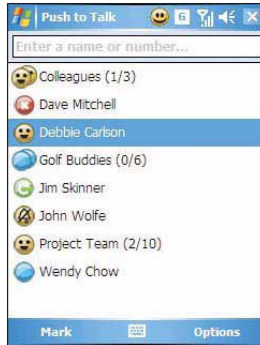 Push to Talk G
Enter a name or number...
Colleagues (1/3)
Dave Mitchell
Debbie Carlson
Golf Buddies (0/6)
Jim Skinner
John Wolfe
Project Team (2/10)
Wendy Chow
Mark Options